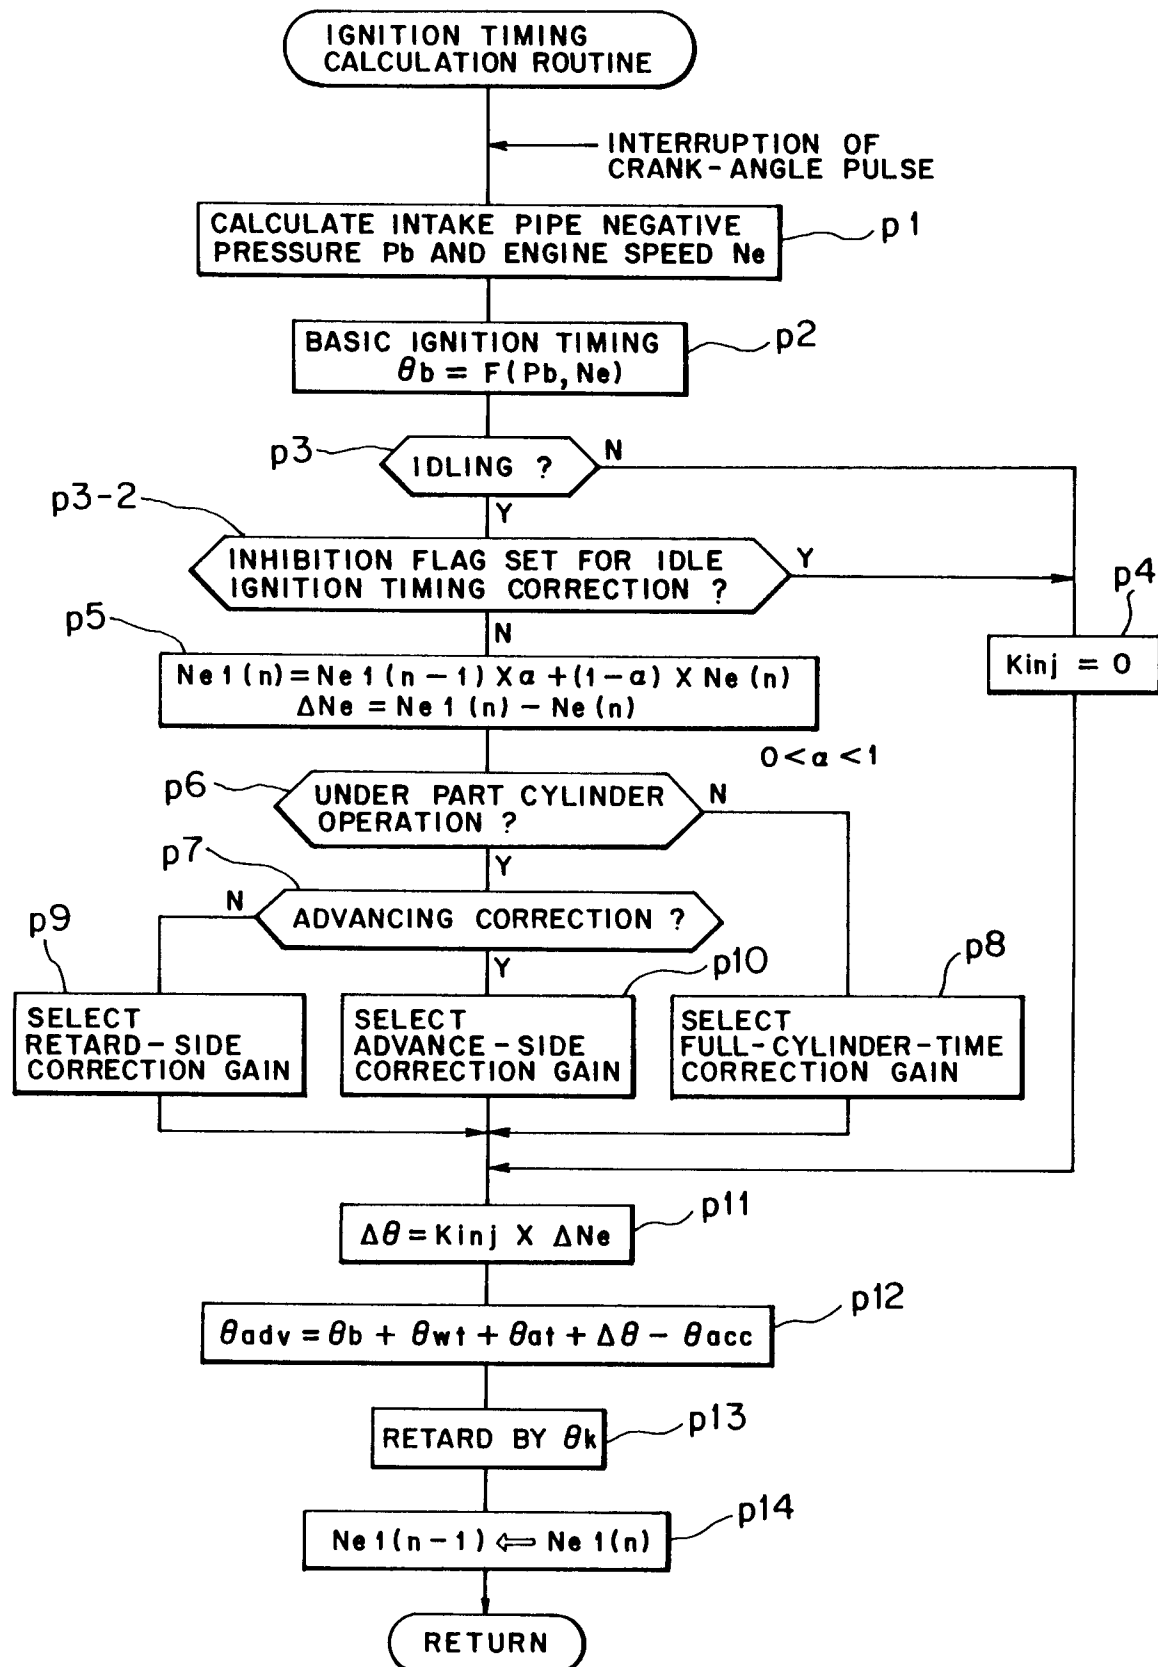 IGNITION TIMING
CALCULATION ROUTINE
INTERRUPTION OF
CRANK-ANGLE PULSE
CALCULATE INTAKE PIPE NEGATIVE
PRESSURE Pb AND ENGINE SPEED Ne
p1
BASIC IGNITION TIMING
θb = F(Pb, Ne)
p2
p3
IDLING ?
N
Y
p3-2
INHIBITION FLAG SET FOR IDLE
IGNITION TIMING CORRECTION ?
Y
N
p4
Kinj = 0
p5
Ne1(n)=Ne1(n-1)Xα+(1-α)XNe(n)
ΔNe = Ne1(n)-Ne(n)
0<α<1
p6
UNDER PART CYLINDER
OPERATION ?
N
Y
p7
ADVANCING CORRECTION ?
N
Y
p9
SELECT
RETARD-SIDE
CORRECTION GAIN
p10
SELECT
ADVANCE-SIDE
CORRECTION GAIN
p8
SELECT
FULL-CYLINDER-TIME
CORRECTION GAIN
p11
Δθ=Kinj X ΔNe
p12
θadv=θb + θwt + θat + Δθ - θacc
p13
RETARD BY θk
p14
Ne1(n-1) ⇐ Ne1(n)
RETURN